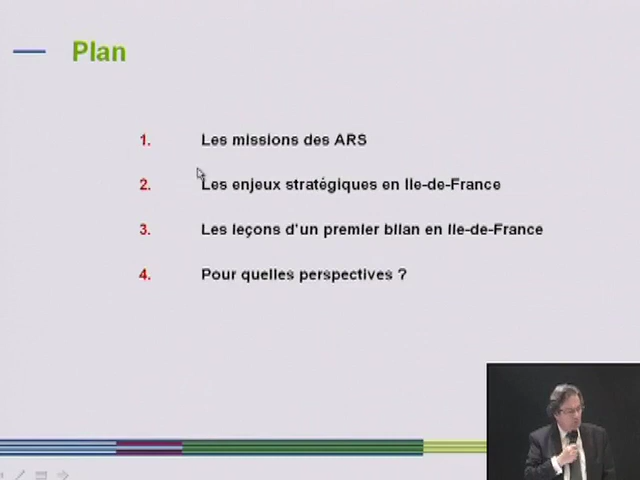 Plan
1. Les missions des ARS
2. Les enjeux stratégiques en Ile-de-France
3. Les leçons d'un premier bilan en Ile-de-France
4. Pour quelles perspectives ?